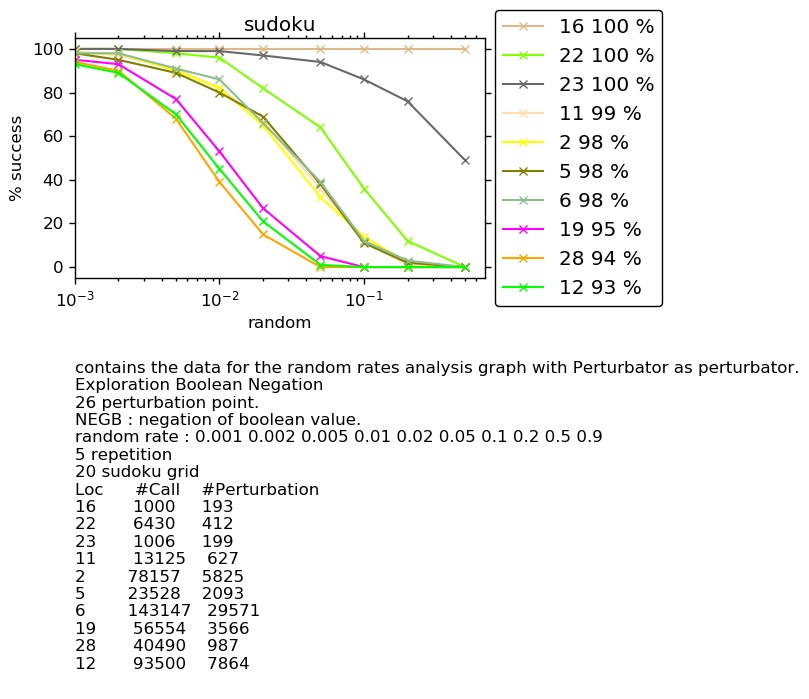 sudoku
100
80
60
40
20
0
% success
10⁻³
10⁻²
10⁻¹
random
16 100 %
22 100 %
23 100 %
11 99 %
2 98 %
5 98 %
6 98 %
19 95 %
28 94 %
12 93 %
contains the data for the random rates analysis graph with Perturbator as perturbator.
Exploration Boolean Negation
26 perturbation point.
NEGB : negation of boolean value.
random rate : 0.001 0.002 0.005 0.01 0.02 0.05 0.1 0.2 0.5 0.9
5 repetition
20 sudoku grid
Loc #Call #Perturbation
16 1000 193
22 6430 412
23 1006 199
11 13125 627
2 78157 5825
5 23528 2093
6 143147 29571
19 56554 3566
28 40490 987
12 93500 7864